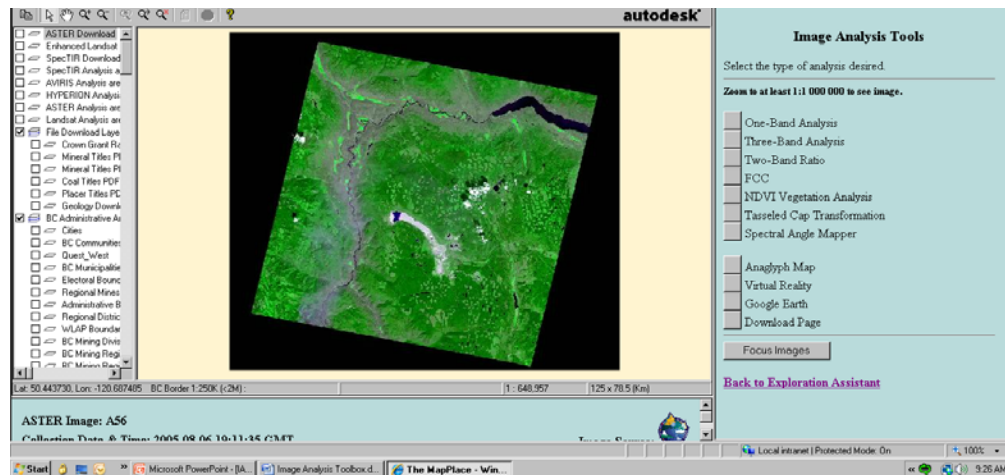 autodesk
ASTER Download
Enhanced Landsat
SpecTIR Download
SpecTIR Analysis a
AVIRIS Analysis are
HYPERION Analysi
ASTER Analysis are
Landsat Analysis are
File Download Laye
Crown Grant Re
Mineral Titles PI
Mineral Titles PI
Coal Titles PDF
Placer Titles PD
Geology Downl
BC Administrative Ar
Cities
BC Communities
Quest_West
BC Municipalitie
Electoral Bounc
Regional Mines
Administrative B
Regional Distric
WLAP Boundar
BC Mining Divis
BC Mining Regi
Lat: 50.443730, Lon: -120.687485 BC Border 1:250K (<2M) :
1 : 648,957
125 x 78.5 (Km)
ASTER Image: A56
Collection Date & Time: 2005-08-06 19:11:35 GMT
Image Analysis Tools
Select the type of analysis desired.
Zoom to at least 1:1 000 000 to see image.
One-Band Analysis
Three-Band Analysis
Two-Band Ratio
FCC
NDVI Vegetation Analysis
Tasseled Cap Transformation
Spectral Angle Mapper
Anaglyph Map
Virtual Reality
Google Earth
Download Page
Focus Images
Back to Exploration Assistant
Local intranet | Protected Mode: On
100%
Start
Microsoft PowerPoint - [IA...
Image Analysis Toolbox d...
The MapPlace - Win...
9:26 AM